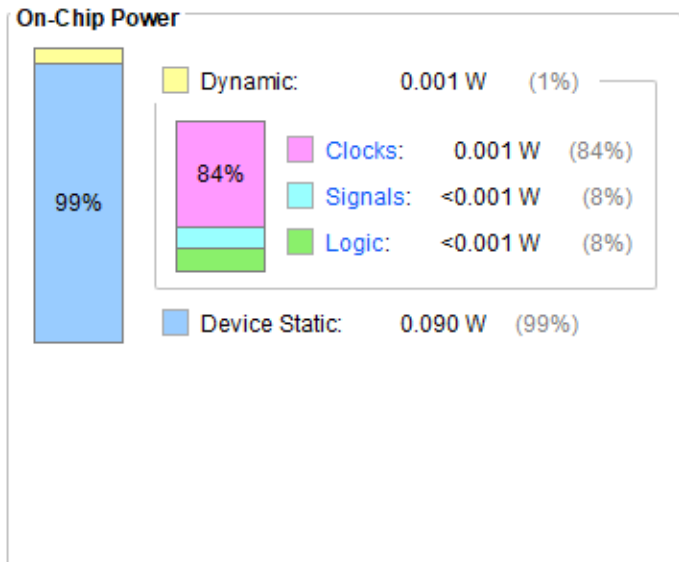 On-Chip Power
Dynamic: 0.001 W (1%)
84%
Clocks: 0.001 W (84%)
Signals: <0.001 W (8%)
Logic: <0.001 W (8%)
99%
Device Static: 0.090 W (99%)